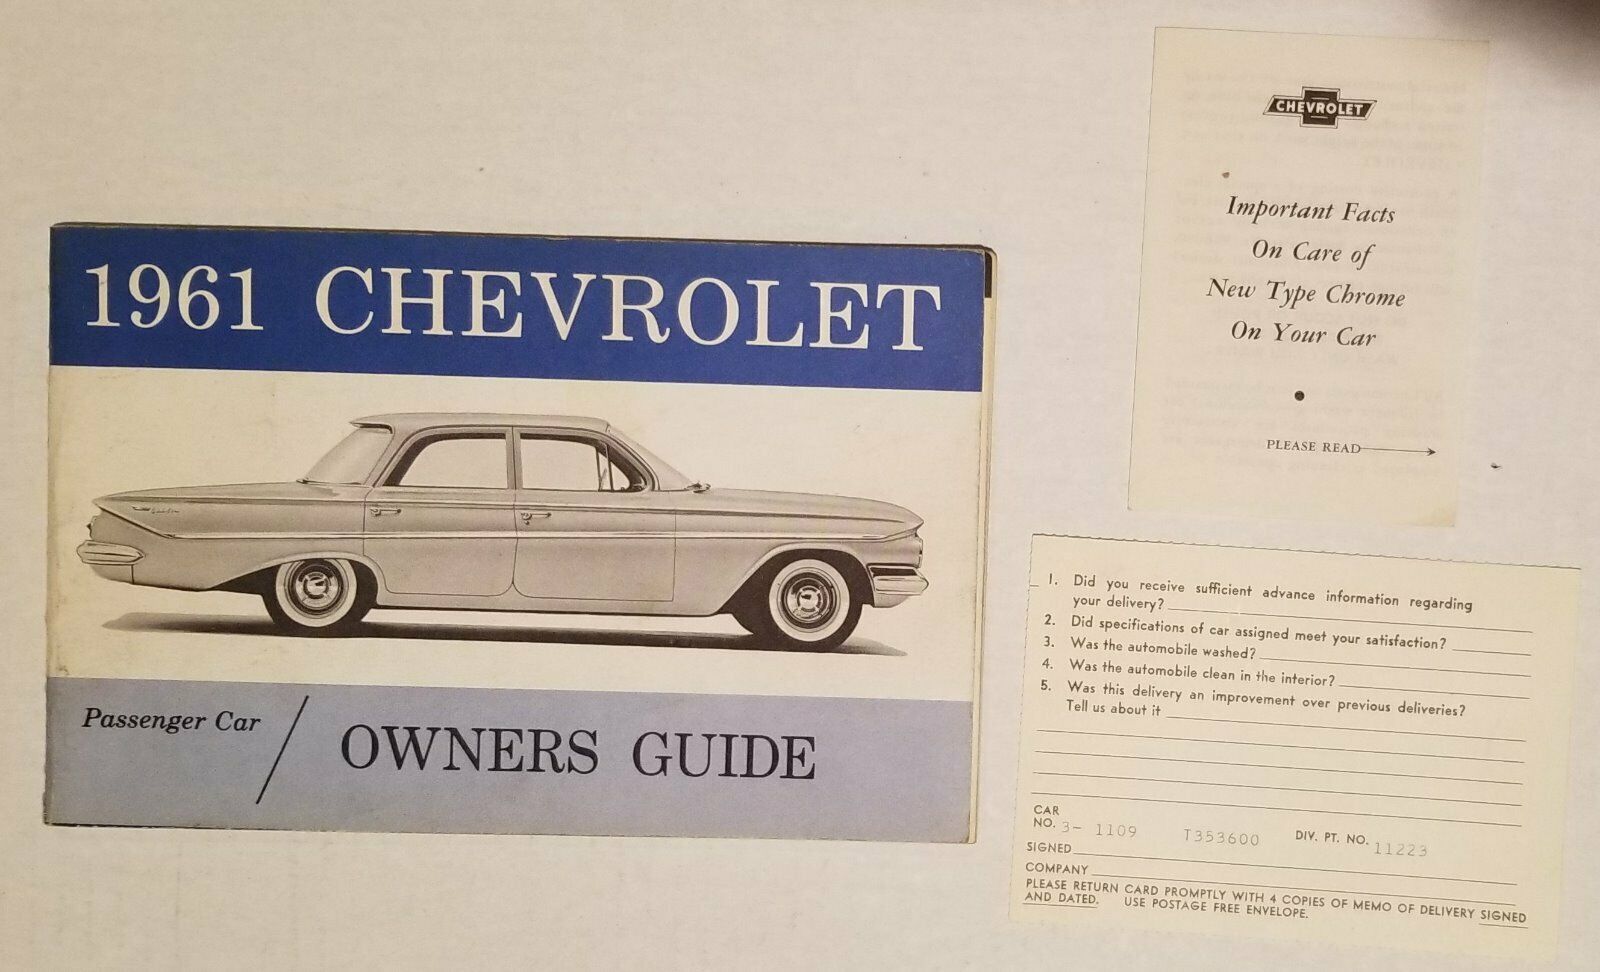 1961 CHEVROLET
Passenger Car
OWNERS GUIDE
CHEVROLET
Important Facts
On Care of
New Type Chrome
On Your Car
PLEASE READ
1. Did you receive sufficient advance information regarding
your delivery?
2. Did specifications of car assigned meet your satisfaction?
3. Was the automobile washed?
4. Was the automobile clean in the interior?
5. Was this delivery an improvement over previous deliveries?
Tell us about it
CAR
NO. 3- 1109 T353600 DIV. PT. NO. 11223
SIGNED
COMPANY
PLEASE RETURN CARD PROMPTLY WITH 4 COPIES OF MEMO OF DELIVERY SIGNED
AND DATED. USE POSTAGE FREE ENVELOPE.